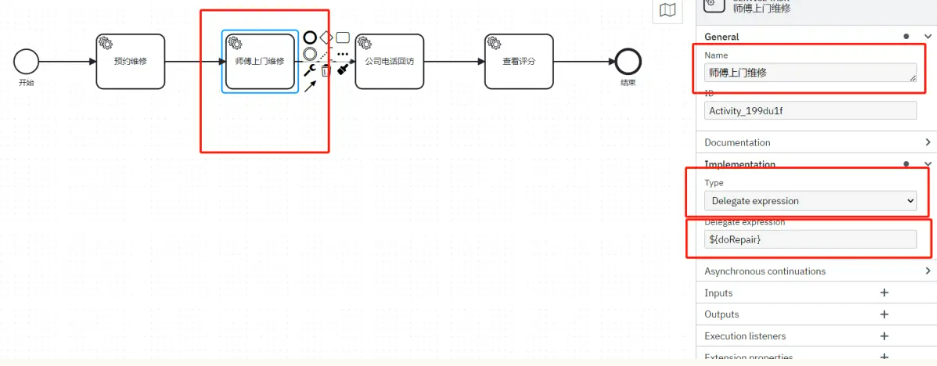 开始
预约维修
师傅上门维修
公司电话回访
查看评分
结束
师傅上门维修
General
Name
师傅上门维修
ID
Activity_199du1f
Documentation
Implementation
Type
Delegate expression
Delegate expression
${doRepair}
Asynchronous continuations
Inputs
Outputs
Execution listeners
Extension properties